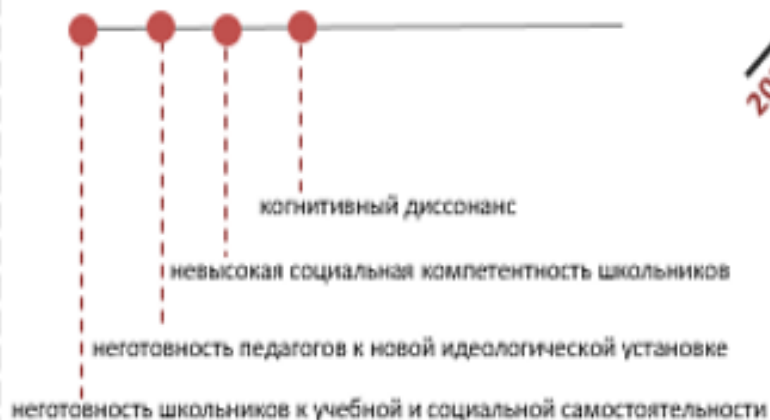 когнитивный диссонанс
невысокая социальная компетентность школьников
неготовность педагогов к новой идеологической установке
неготовность школьников к учебной и социальной самостоятельности